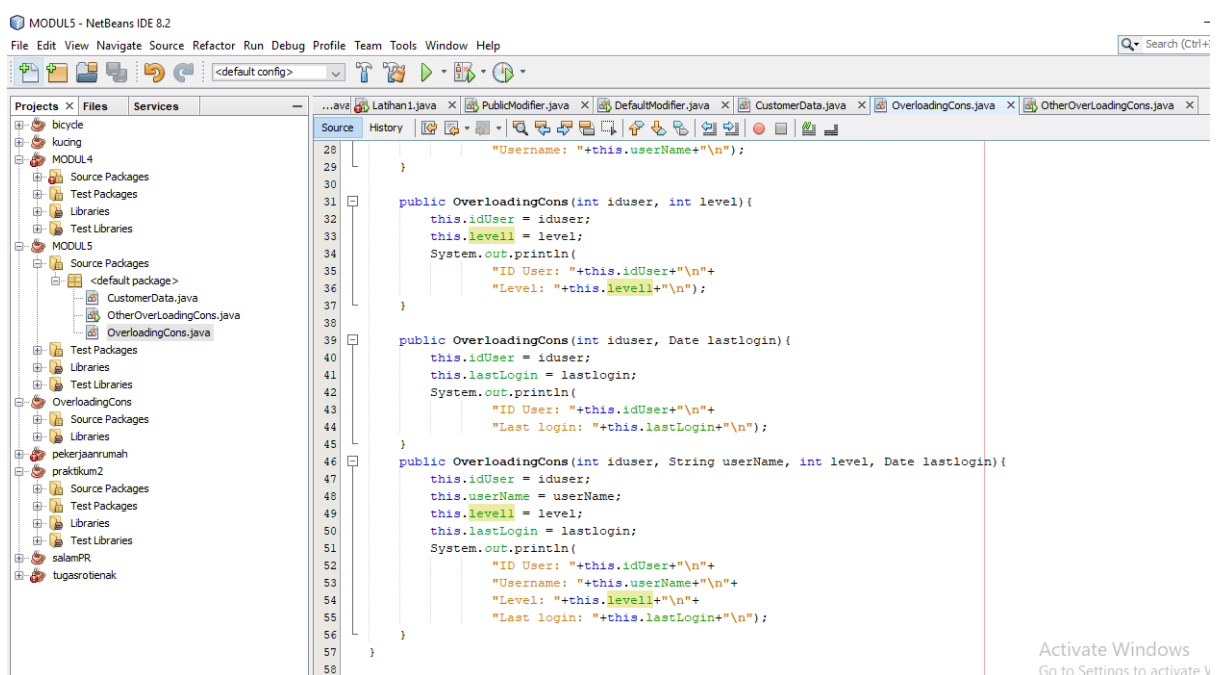 MODUL5 - NetBeans IDE 8.2
File Edit View Navigate Source Refactor Run Debug Profile Team Tools Window Help
Search (Ctrl+I
<default config>
Projects × Files Services
...ava Latihan1.java × PublicModifier.java × DefaultModifier.java × CustomerData.java × OverloadingCons.java × OtherOverLoadingCons.java ×
Source History
bicycle
kucing
MODUL4
Source Packages
Test Packages
Libraries
Test Libraries
MODUL5
Source Packages
<default package>
CustomerData.java
OtherOverLoadingCons.java
OverloadingCons.java
Test Packages
Libraries
Test Libraries
OverloadingCons
Source Packages
Libraries
pekerjaanrumah
praktikum2
Source Packages
Test Packages
Libraries
Test Libraries
salamPR
tugasrotienak
28 "Username: "+this.userName+"\n");
29 }
30
31 public OverloadingCons(int iduser, int level){
32 this.idUser = iduser;
33 this.level1 = level;
34 System.out.println(
35 "ID User: "+this.idUser+"\n"+
36 "Level: "+this.level1+"\n");
37 }
38
39 public OverloadingCons(int iduser, Date lastlogin){
40 this.idUser = iduser;
41 this.lastLogin = lastlogin;
42 System.out.println(
43 "ID User: "+this.idUser+"\n"+
44 "Last login: "+this.lastLogin+"\n");
45 }
46 public OverloadingCons(int iduser, String userName, int level, Date lastlogin){
47 this.idUser = iduser;
48 this.userName = userName;
49 this.level1 = level;
50 this.lastLogin = lastlogin;
51 System.out.println(
52 "ID User: "+this.idUser+"\n"+
53 "Username: "+this.userName+"\n"+
54 "Level: "+this.level1+"\n"+
55 "Last login: "+this.lastLogin+"\n");
56 }
57 }
58
Activate Windows
Go to Settings to activate